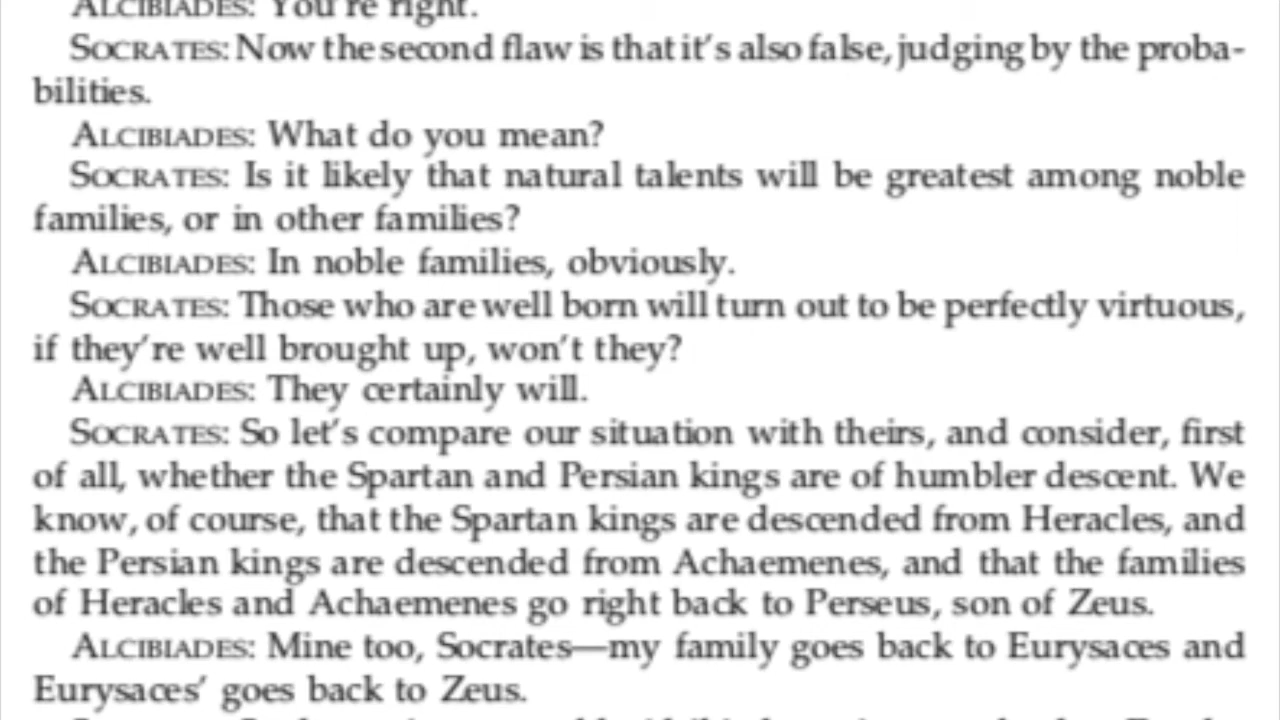 ALCIBIADES: You're right.
SOCRATES: Now the second flaw is that it's also false, judging by the proba-
bilities.
ALCIBIADES: What do you mean?
SOCRATES: Is it likely that natural talents will be greatest among noble
families, or in other families?
ALCIBIADES: In noble families, obviously.
SOCRATES: Those who are well born will turn out to be perfectly virtuous,
if they're well brought up, won't they?
ALCIBIADES: They certainly will.
SOCRATES: So let's compare our situation with theirs, and consider, first
of all, whether the Spartan and Persian kings are of humbler descent. We
know, of course, that the Spartan kings are descended from Heracles, and
the Persian kings are descended from Achaemenes, and that the families
of Heracles and Achaemenes go right back to Perseus, son of Zeus.
ALCIBIADES: Mine too, Socrates—my family goes back to Eurysaces and
Eurysaces' goes back to Zeus.